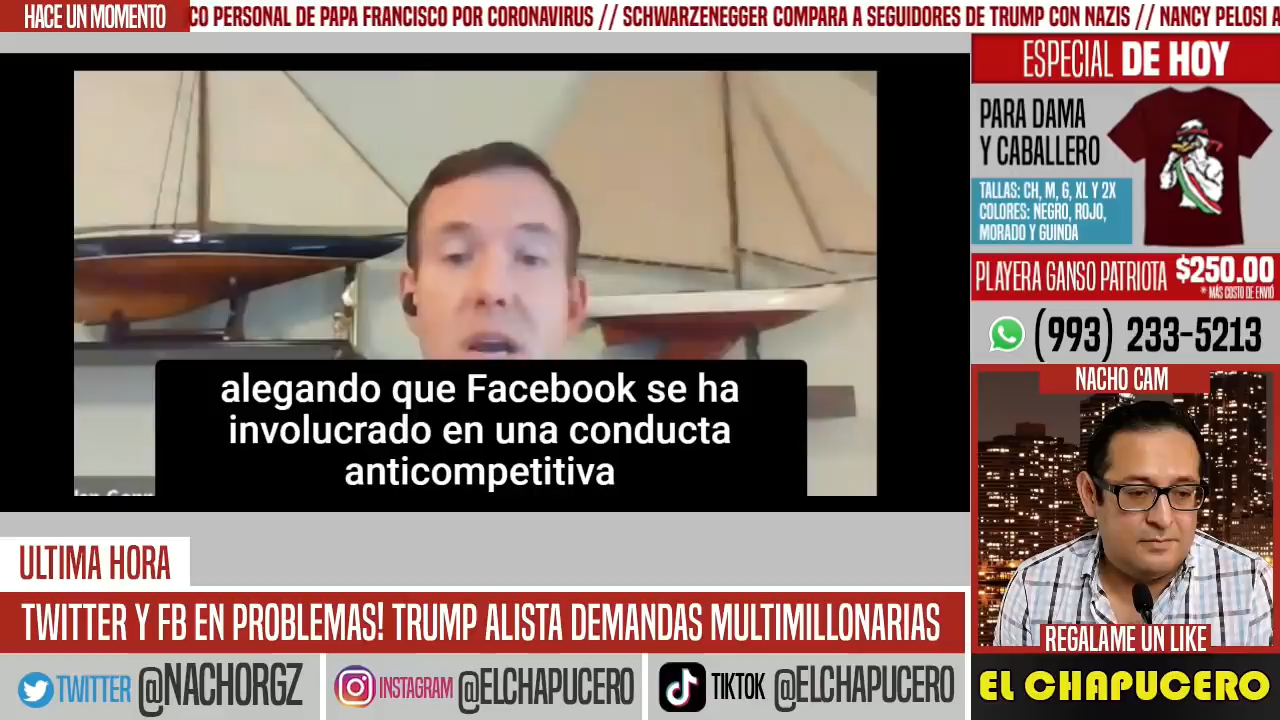 HACE UN MOMENTO
CO PERSONAL DE PAPA FRANCISCO POR CORONAVIRUS // SCHWARZENEGGER COMPARA A SEGUIDORES DE TRUMP CON NAZIS // NANCY PELOSI A
ESPECIAL DE HOY
PARA DAMA
Y CABALLERO
TALLAS: CH, M, G, XL Y 2X
COLORES: NEGRO, ROJO,
MORADO Y GUINDA
PLAYERA GANSO PATRIOTA $250.00
* MÁS COSTO DE ENVIÓ
(993) 233-5213
NACHO CAM
REGALAME UN LIKE
EL CHAPUCERO
alegando que Facebook se ha
involucrado en una conducta
anticompetitiva
ULTIMA HORA
TWITTER Y FB EN PROBLEMAS! TRUMP ALISTA DEMANDAS MULTIMILLONARIAS
TWITTER @NACHORGZ
INSTAGRAM @ELCHAPUCERO
TIKTOK @ELCHAPUCERO